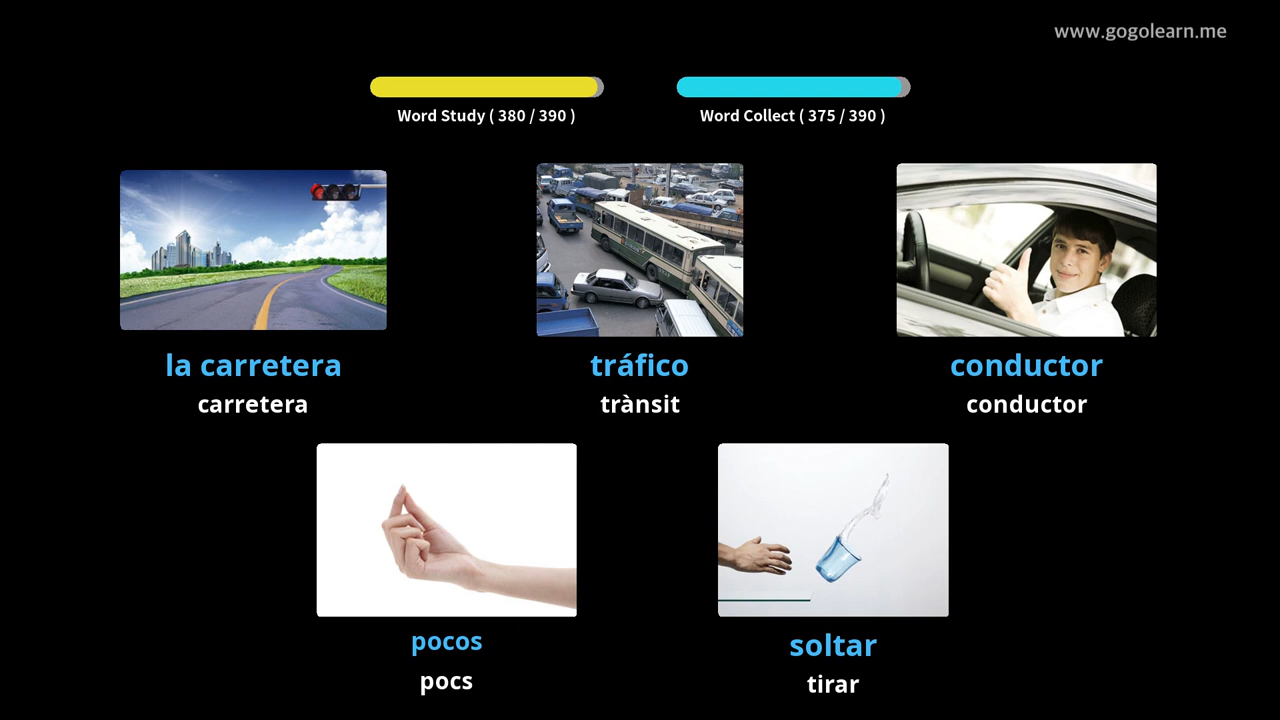 www.gogolearn.me
Word Study ( 380 / 390 )
Word Collect ( 375 / 390 )
la carretera
carretera
tráfico
trànsit
conductor
conductor
pocos
pocs
soltar
tirar